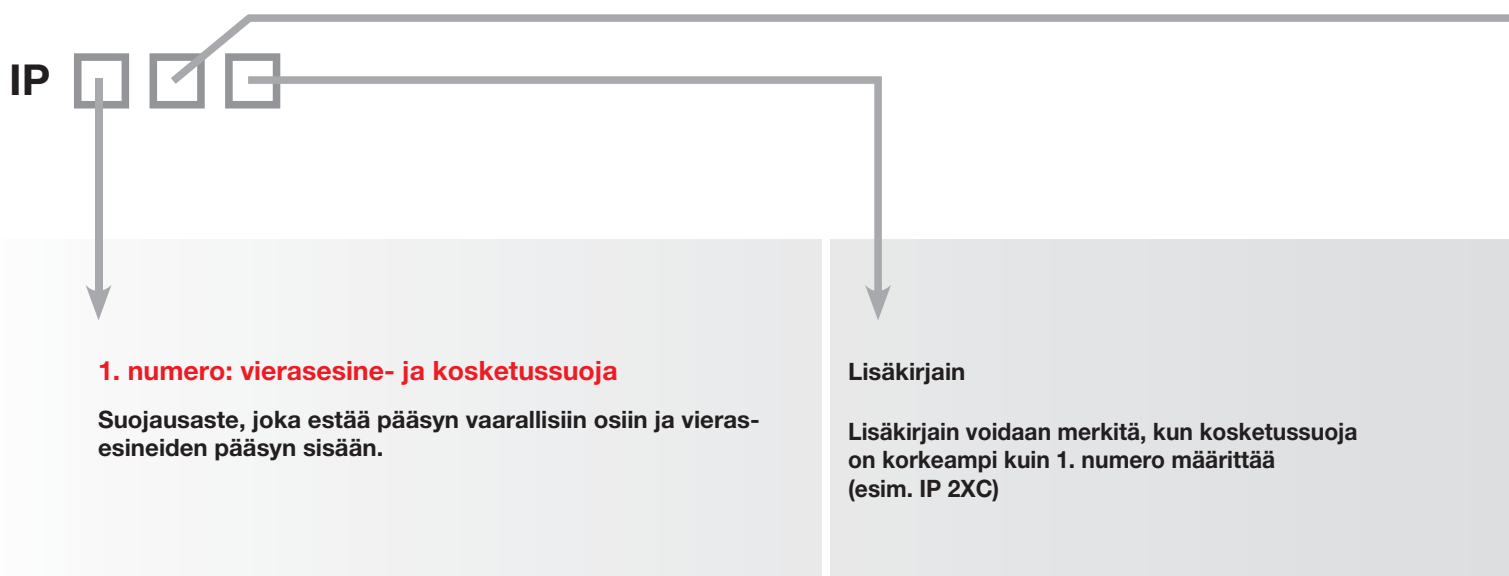 IP
1. numero: vierasesine- ja kosketussuoja
Suojausaste, joka estää pääsyn vaarallisiin osiin ja vieras-
esineiden pääsyn sisään.
Lisäkirjain
Lisäkirjain voidaan merkitä, kun kosketussuoja
on korkeampi kuin 1. numero määrittää
(esim. IP 2XC)